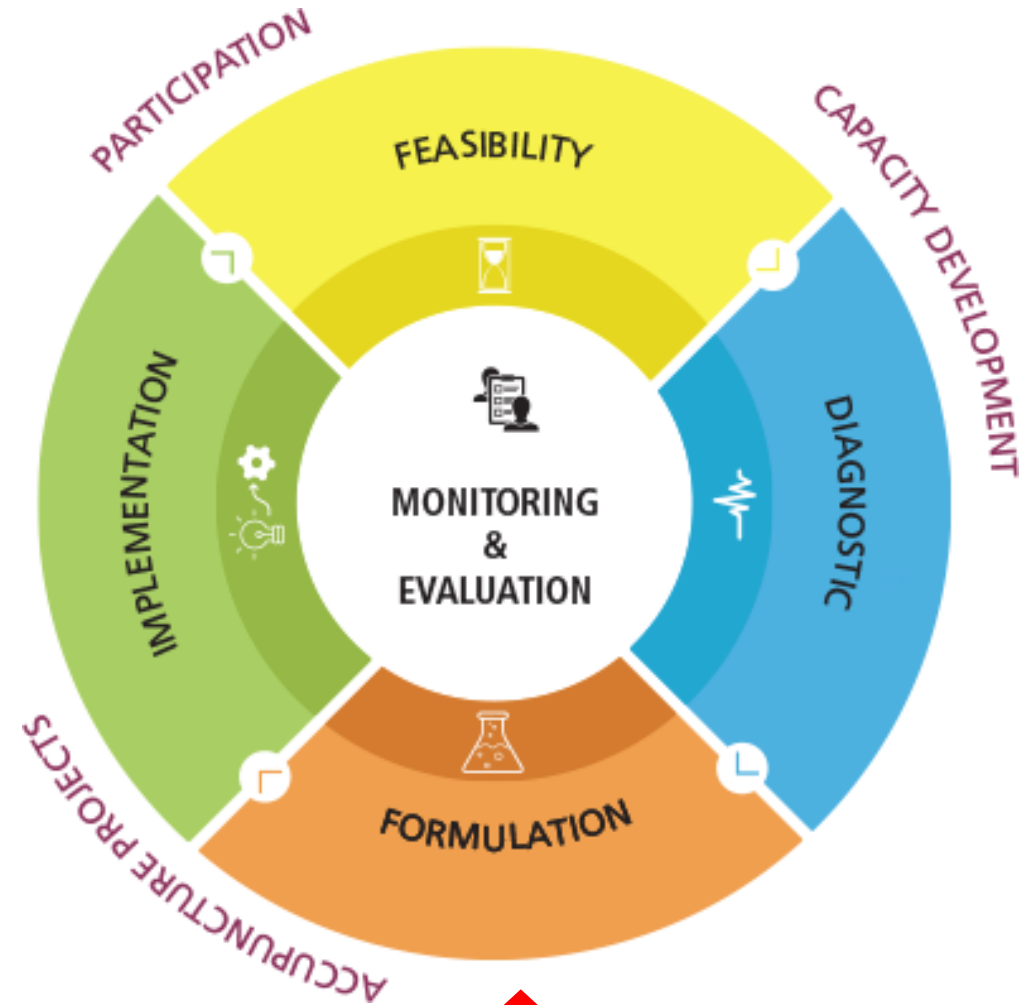 PARTICIPATION
CAPACITY DEVELOPMENT
FEASIBILITY
IMPLEMENTATION
DIAGNOSTIC
MONITORING
&
EVALUATION
FORMULATION
ACCUPUNCTURE PROJECTS